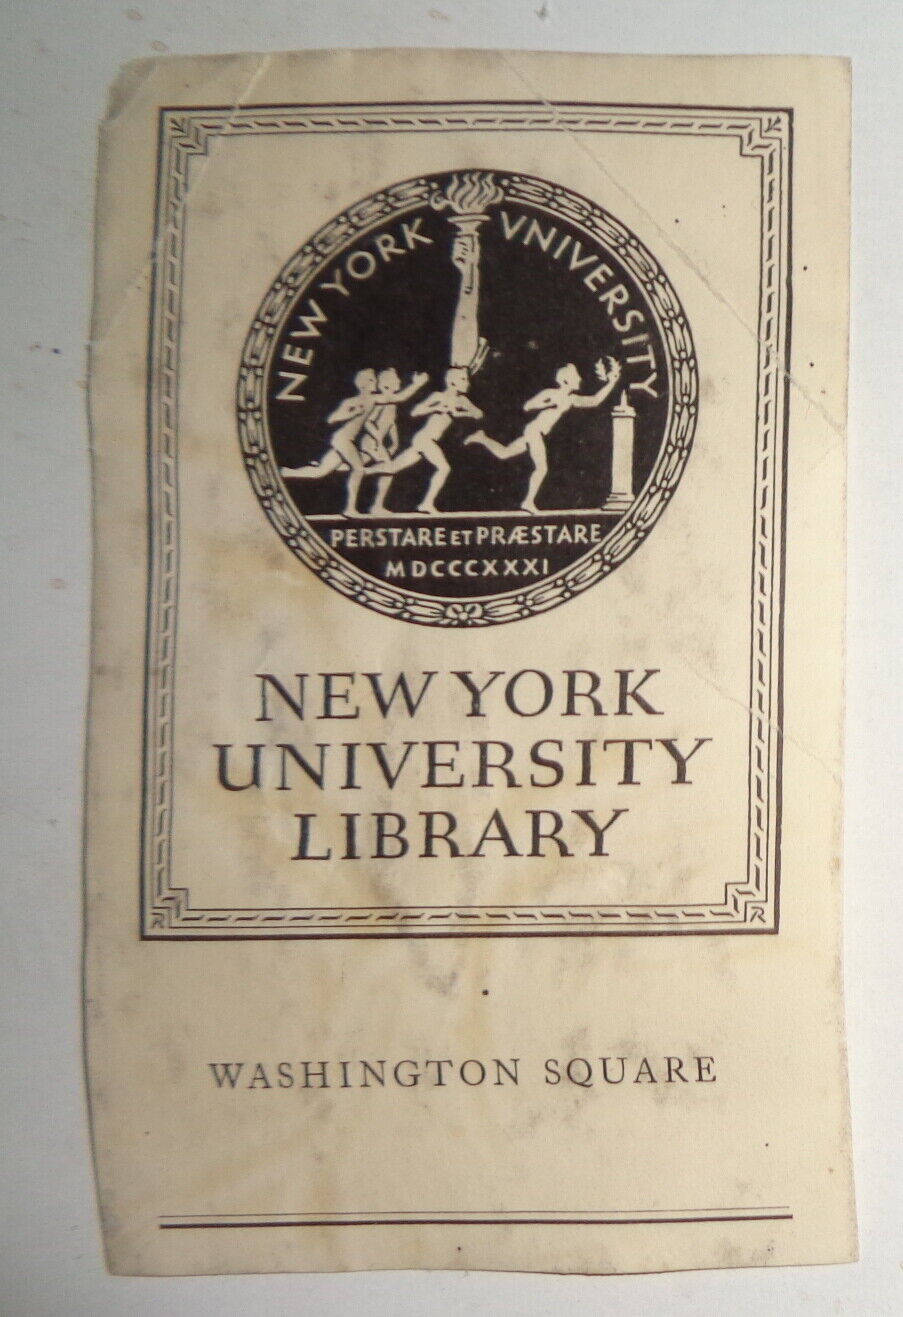 NEW YORK VNIVERSITY
PERSTARE ET PRÆSTARE
MDCCCXXXI
NEW YORK
UNIVERSITY
LIBRARY
R R
WASHINGTON SQUARE